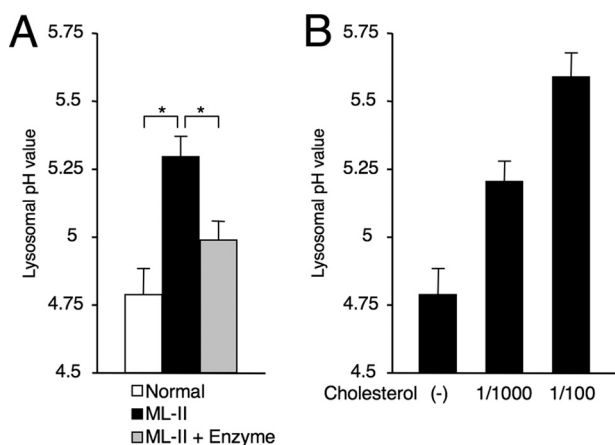 A
Lysosomal pH value
5.75
5.5
5.25
5
4.75
4.5
* *
Normal
ML-II
ML-II + Enzyme
B
Lysosomal pH value
5.75
5.5
5.25
5
4.75
4.5
Cholesterol (-) 1/1000 1/100